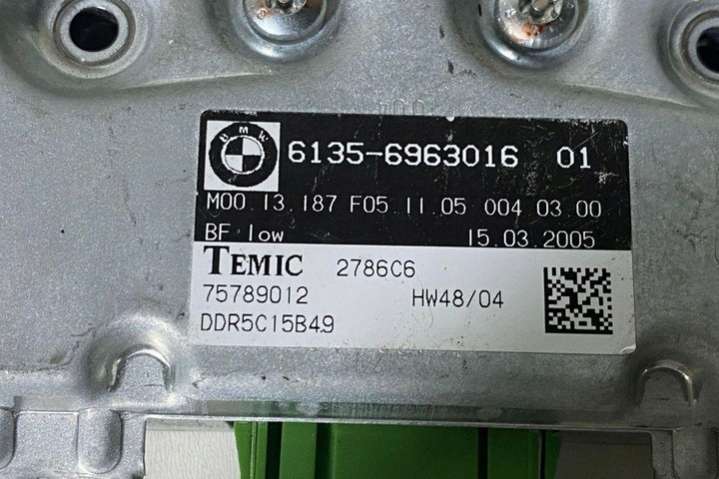 BMW
6135-6963016 01
M00.13.187 F05.11.05 004 03.00
BF low 15.03.2005
TEMIC 2786C6
75789012 HW48/04
DDR5C15B49